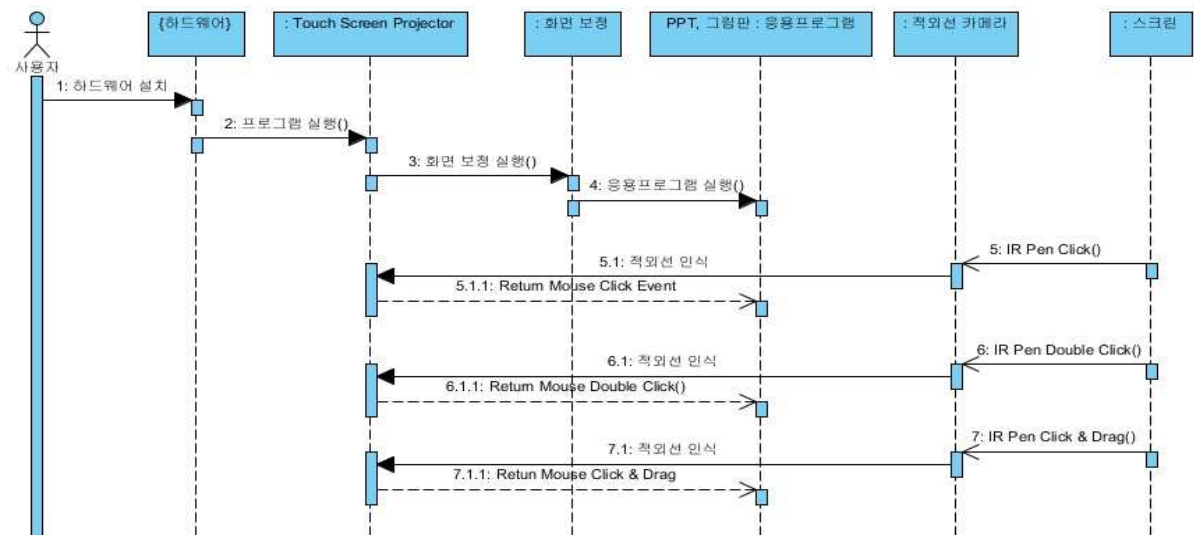 {하드웨어}
: Touch Screen Projector
: 화면 보정
PPT, 그림판 : 응용프로그램
: 적외선 카메라
: 스크린
사용자
1: 하드웨어 설치
2: 프로그램 실행()
3: 화면 보정 실행()
4: 응용프로그램 실행()
5: IR Pen Click()
5.1: 적외선 인식
5.1.1: Return Mouse Click Event
6: IR Pen Double Click()
6.1: 적외선 인식
6.1.1: Return Mouse Double Click()
7: IR Pen Click & Drag()
7.1: 적외선 인식
7.1.1: Retun Mouse Click & Drag